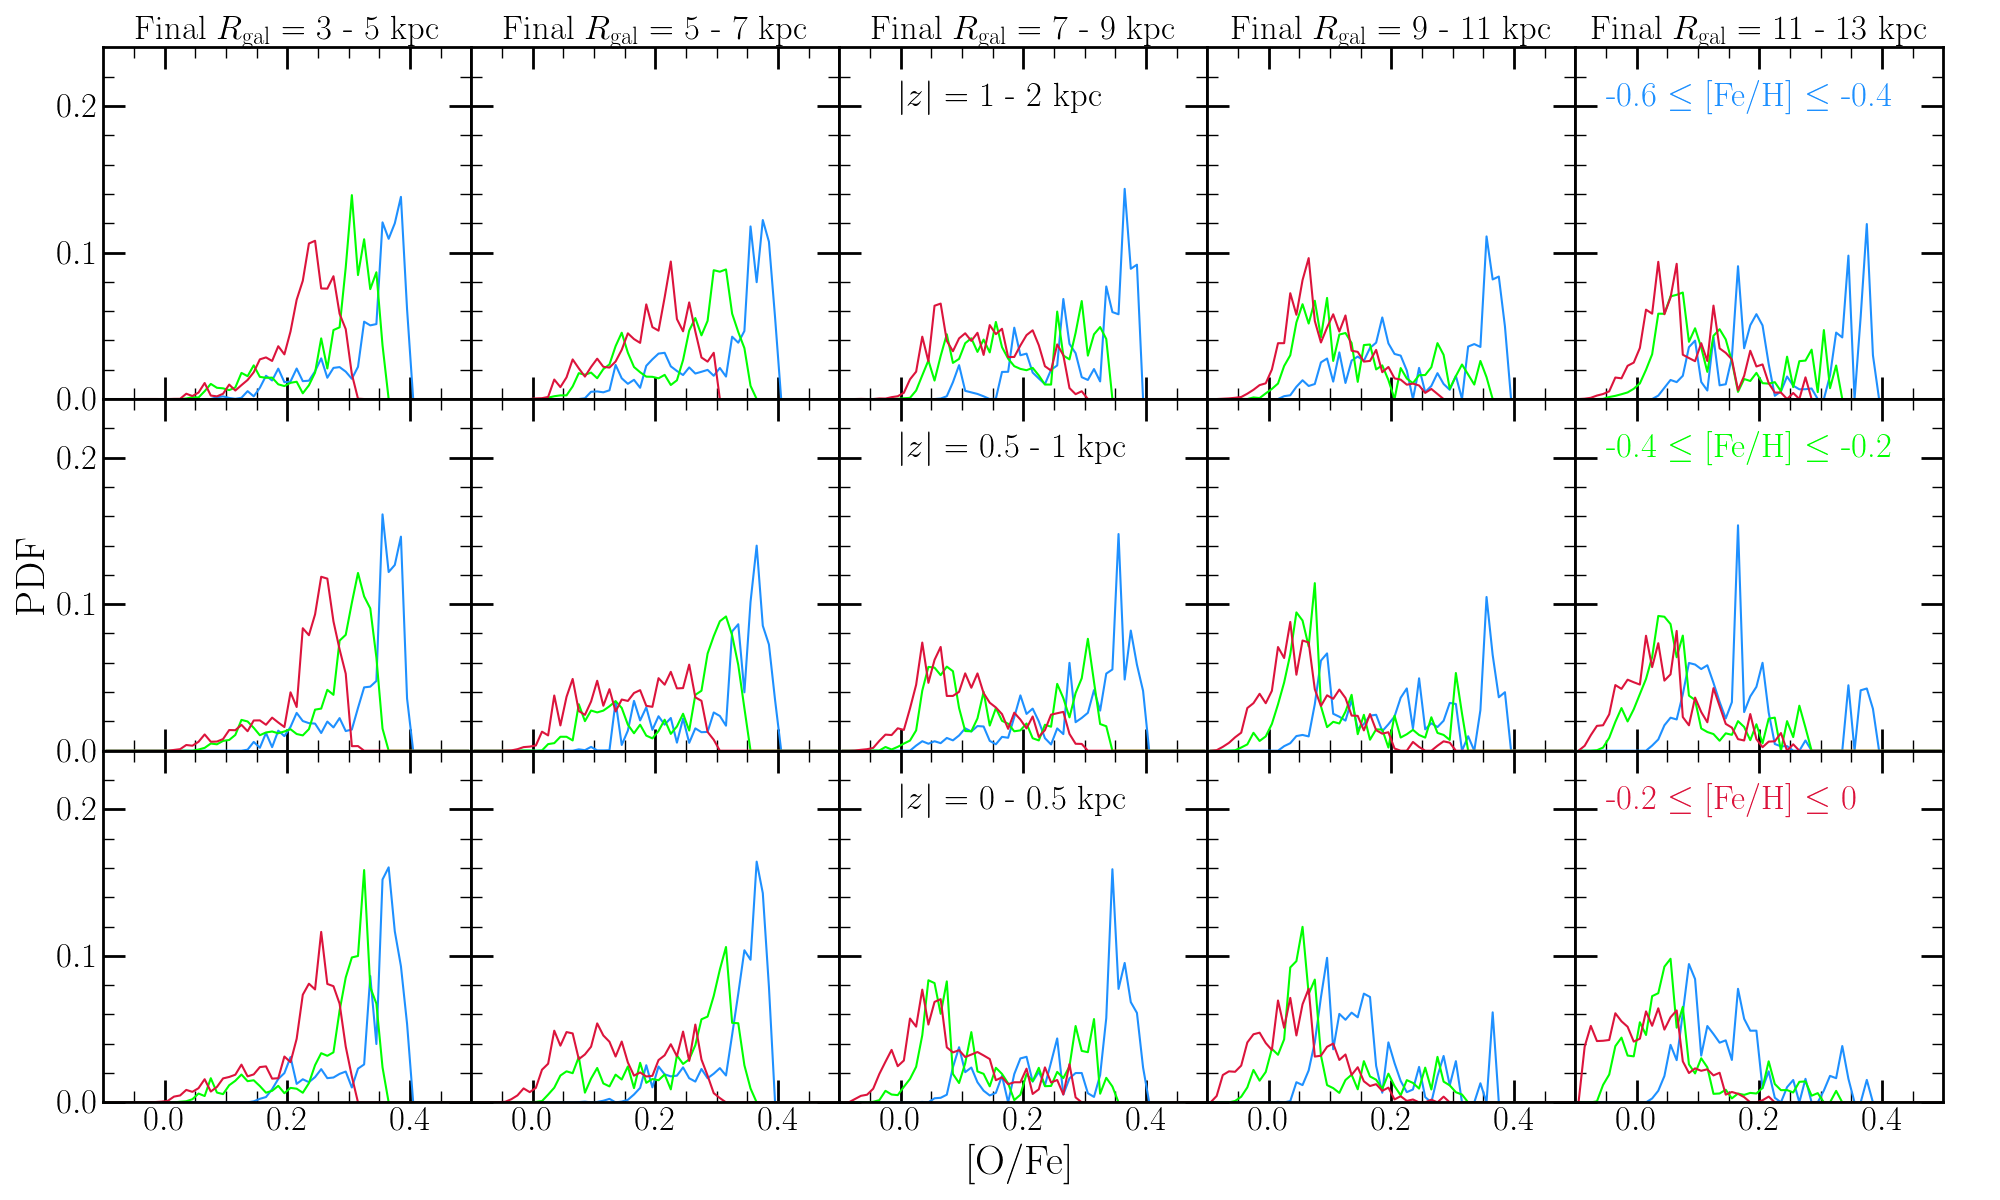 Final R_gal = 3 - 5 kpc
Final R_gal = 5 - 7 kpc
Final R_gal = 7 - 9 kpc
Final R_gal = 9 - 11 kpc
Final R_gal = 11 - 13 kpc
|z| = 1 - 2 kpc
-0.6 ≤ [Fe/H] ≤ -0.4
0.2
0.1
0.0
|z| = 0.5 - 1 kpc
-0.4 ≤ [Fe/H] ≤ -0.2
0.2
0.1
0.0
PDF
|z| = 0 - 0.5 kpc
-0.2 ≤ [Fe/H] ≤ 0
0.2
0.1
0.0
0.0 0.2 0.4
0.0 0.2 0.4
0.0 0.2 0.4
0.0 0.2 0.4
0.0 0.2 0.4
[O/Fe]